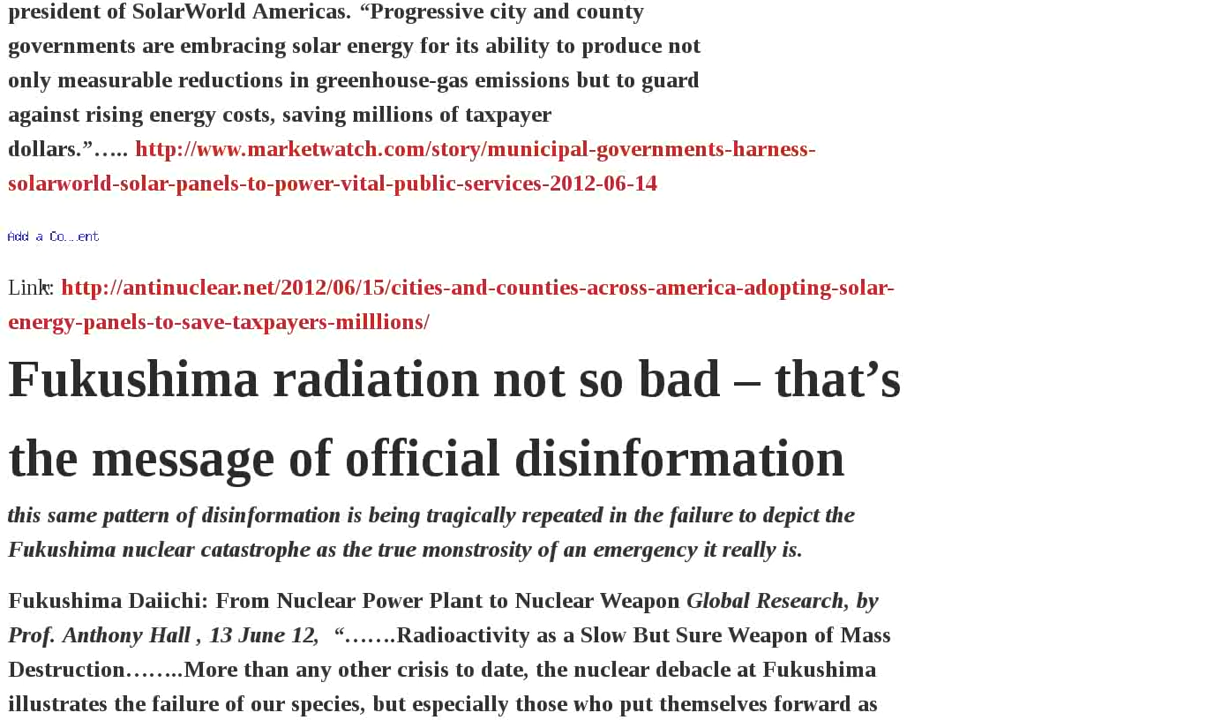 president of SolarWorld Americas. “Progressive city and county
governments are embracing solar energy for its ability to produce not
only measurable reductions in greenhouse-gas emissions but to guard
against rising energy costs, saving millions of taxpayer
dollars.”….. http://www.marketwatch.com/story/municipal-governments-harness-
solarworld-solar-panels-to-power-vital-public-services-2012-06-14
Add a Co...ent
Link: http://antinuclear.net/2012/06/15/cities-and-counties-across-america-adopting-solar-
energy-panels-to-save-taxpayers-milllions/
Fukushima radiation not so bad – that’s
the message of official disinformation
this same pattern of disinformation is being tragically repeated in the failure to depict the
Fukushima nuclear catastrophe as the true monstrosity of an emergency it really is.
Fukushima Daiichi: From Nuclear Power Plant to Nuclear Weapon Global Research, by
Prof. Anthony Hall , 13 June 12,  “…….Radioactivity as a Slow But Sure Weapon of Mass
Destruction……..More than any other crisis to date, the nuclear debacle at Fukushima
illustrates the failure of our species, but especially those who put themselves forward as